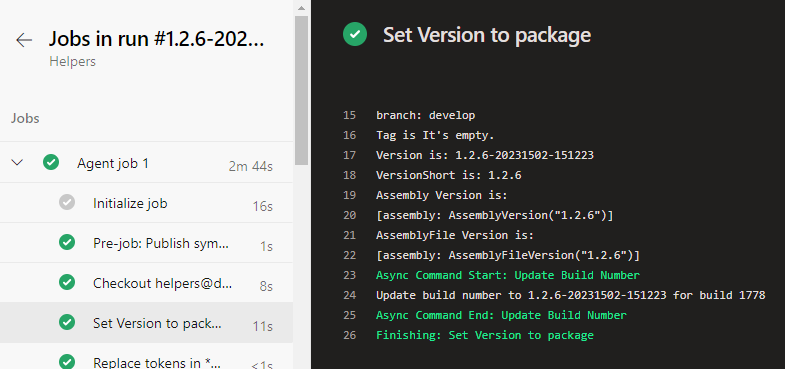 Jobs in run #1.2.6-202...
Helpers
Jobs
Agent job 1 2m 44s
Initialize job 16s
Pre-job: Publish sym... 1s
Checkout helpers@d... 8s
Set Version to pack... 11s
Replace tokens in *... <1s
Set Version to package
15 branch: develop
16 Tag is It's empty.
17 Version is: 1.2.6-20231502-151223
18 VersionShort is: 1.2.6
19 Assembly Version is:
20 [assembly: AssemblyVersion("1.2.6")]
21 AssemblyFile Version is:
22 [assembly: AssemblyFileVersion("1.2.6")]
23 Async Command Start: Update Build Number
24 Update build number to 1.2.6-20231502-151223 for build 1778
25 Async Command End: Update Build Number
26 Finishing: Set Version to package